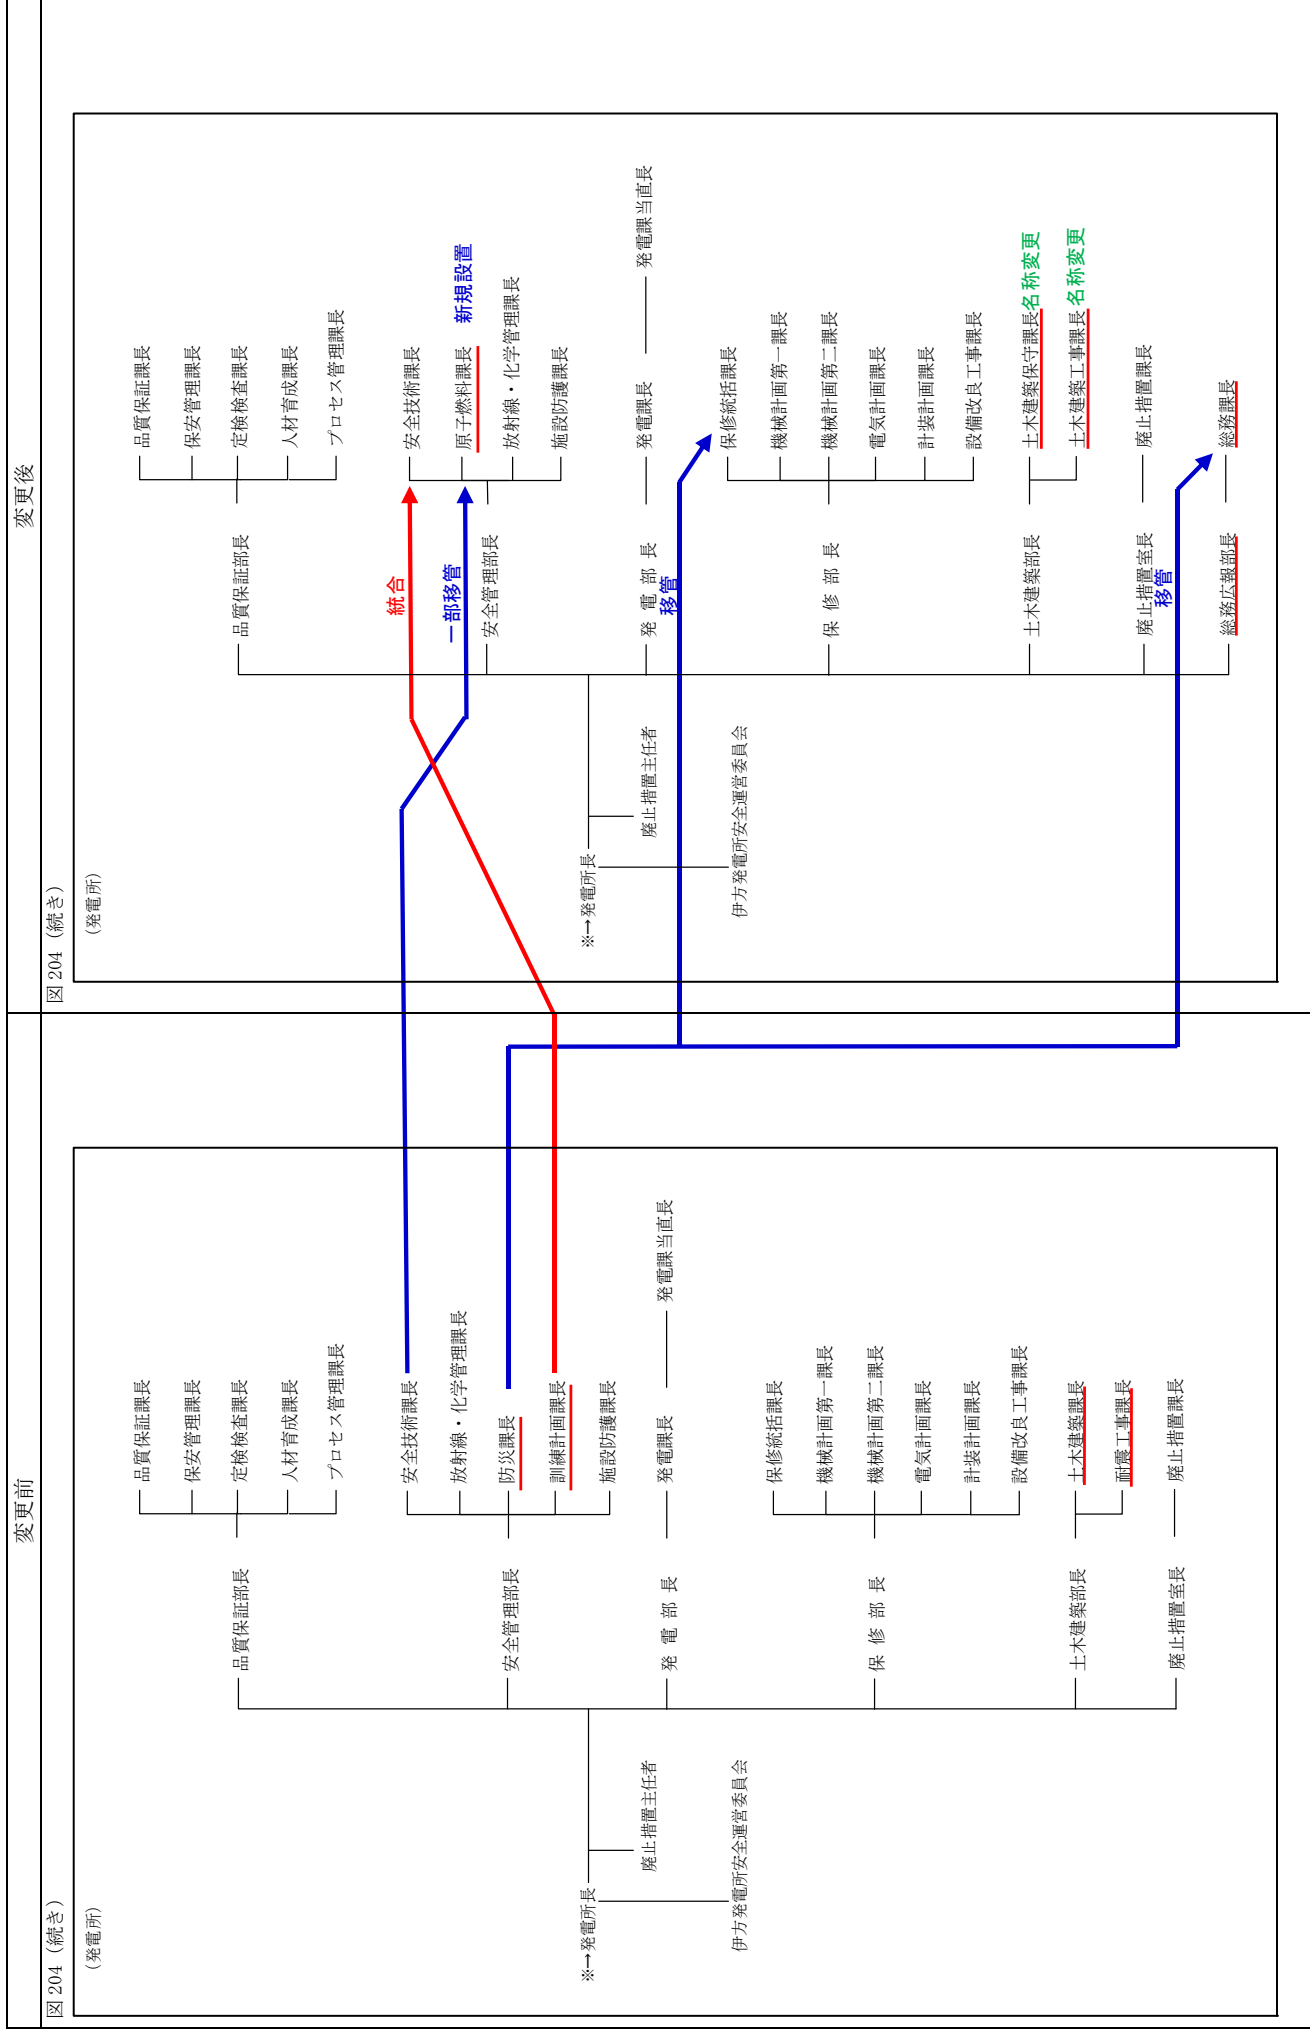 変更前
図 204（続き）
(発電所)
※→発電所長
廃止措置主任者
伊方発電所安全運営委員会
品質保証部長
品質保証課長
保安管理課長
定検検査課長
人材育成課長
プロセス管理課長
安全管理部長
安全技術課長
放射線・化学管理課長
防災課長
訓練計画課長
施設防護課長
発 電 部 長
発電課長
発電課当直長
保 修 部 長
保修統括課長
機械計画第一課長
機械計画第二課長
電気計画課長
計装計画課長
設備改良工事課長
土木建築部長
土木建築課長
耐震工事課長
廃止措置室長
廃止措置課長
変更後
図 204（続き）
(発電所)
※→発電所長
廃止措置主任者
伊方発電所安全運営委員会
品質保証部長
品質保証課長
保安管理課長
定検検査課長
人材育成課長
プロセス管理課長
統合
一部移管
安全管理部長
安全技術課長
原子燃料課長 新規設置
放射線・化学管理課長
施設防護課長
発 電 部 長
発電課長
発電課当直長
移管
保 修 部 長
保修統括課長
機械計画第一課長
機械計画第二課長
電気計画課長
計装計画課長
設備改良工事課長
土木建築部長
土木建築保守課長 名称変更
土木建築工事課長 名称変更
廃止措置室長
廃止措置課長
移管
総務広報部長
総務課長